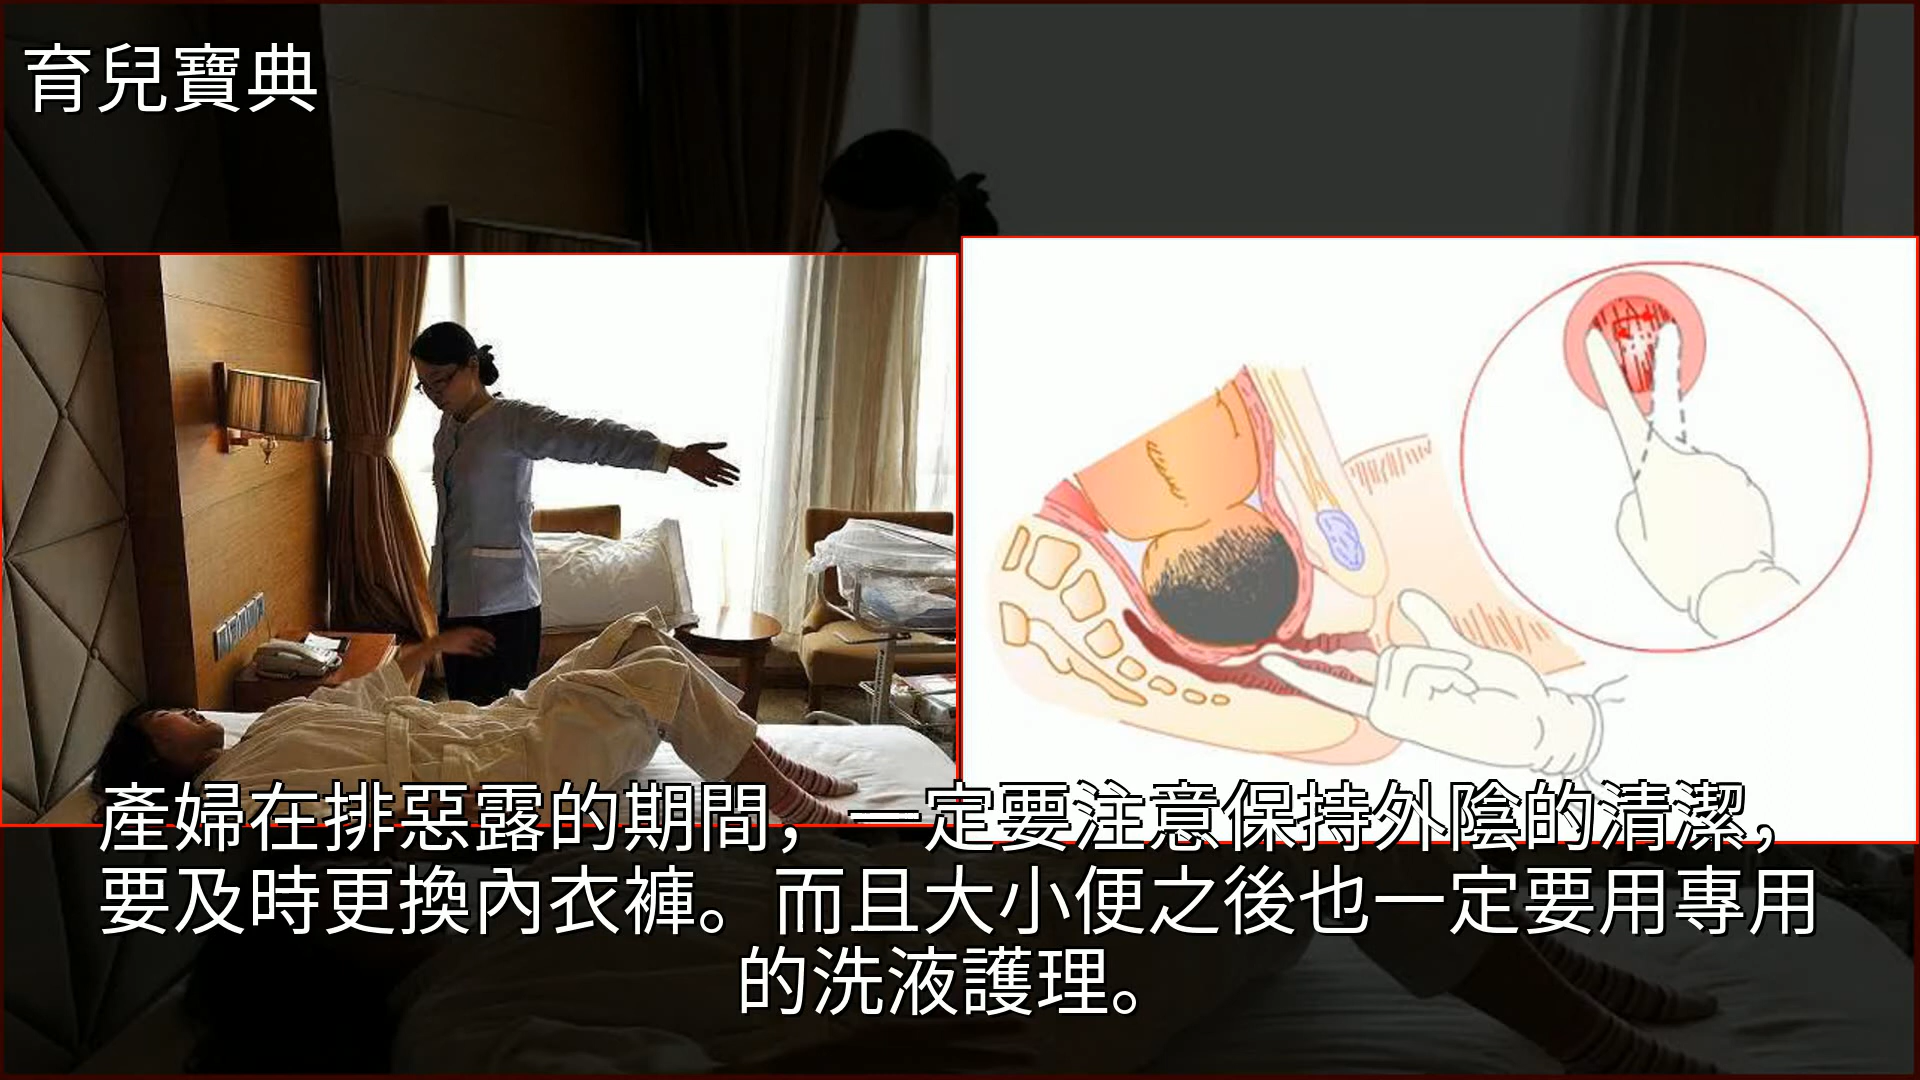 育兒寶典
產婦在排惡露的期間，一定要注意保持外陰的清潔，
要及時更換內衣褲。而且大小便之後也一定要用專用
的洗液護理。